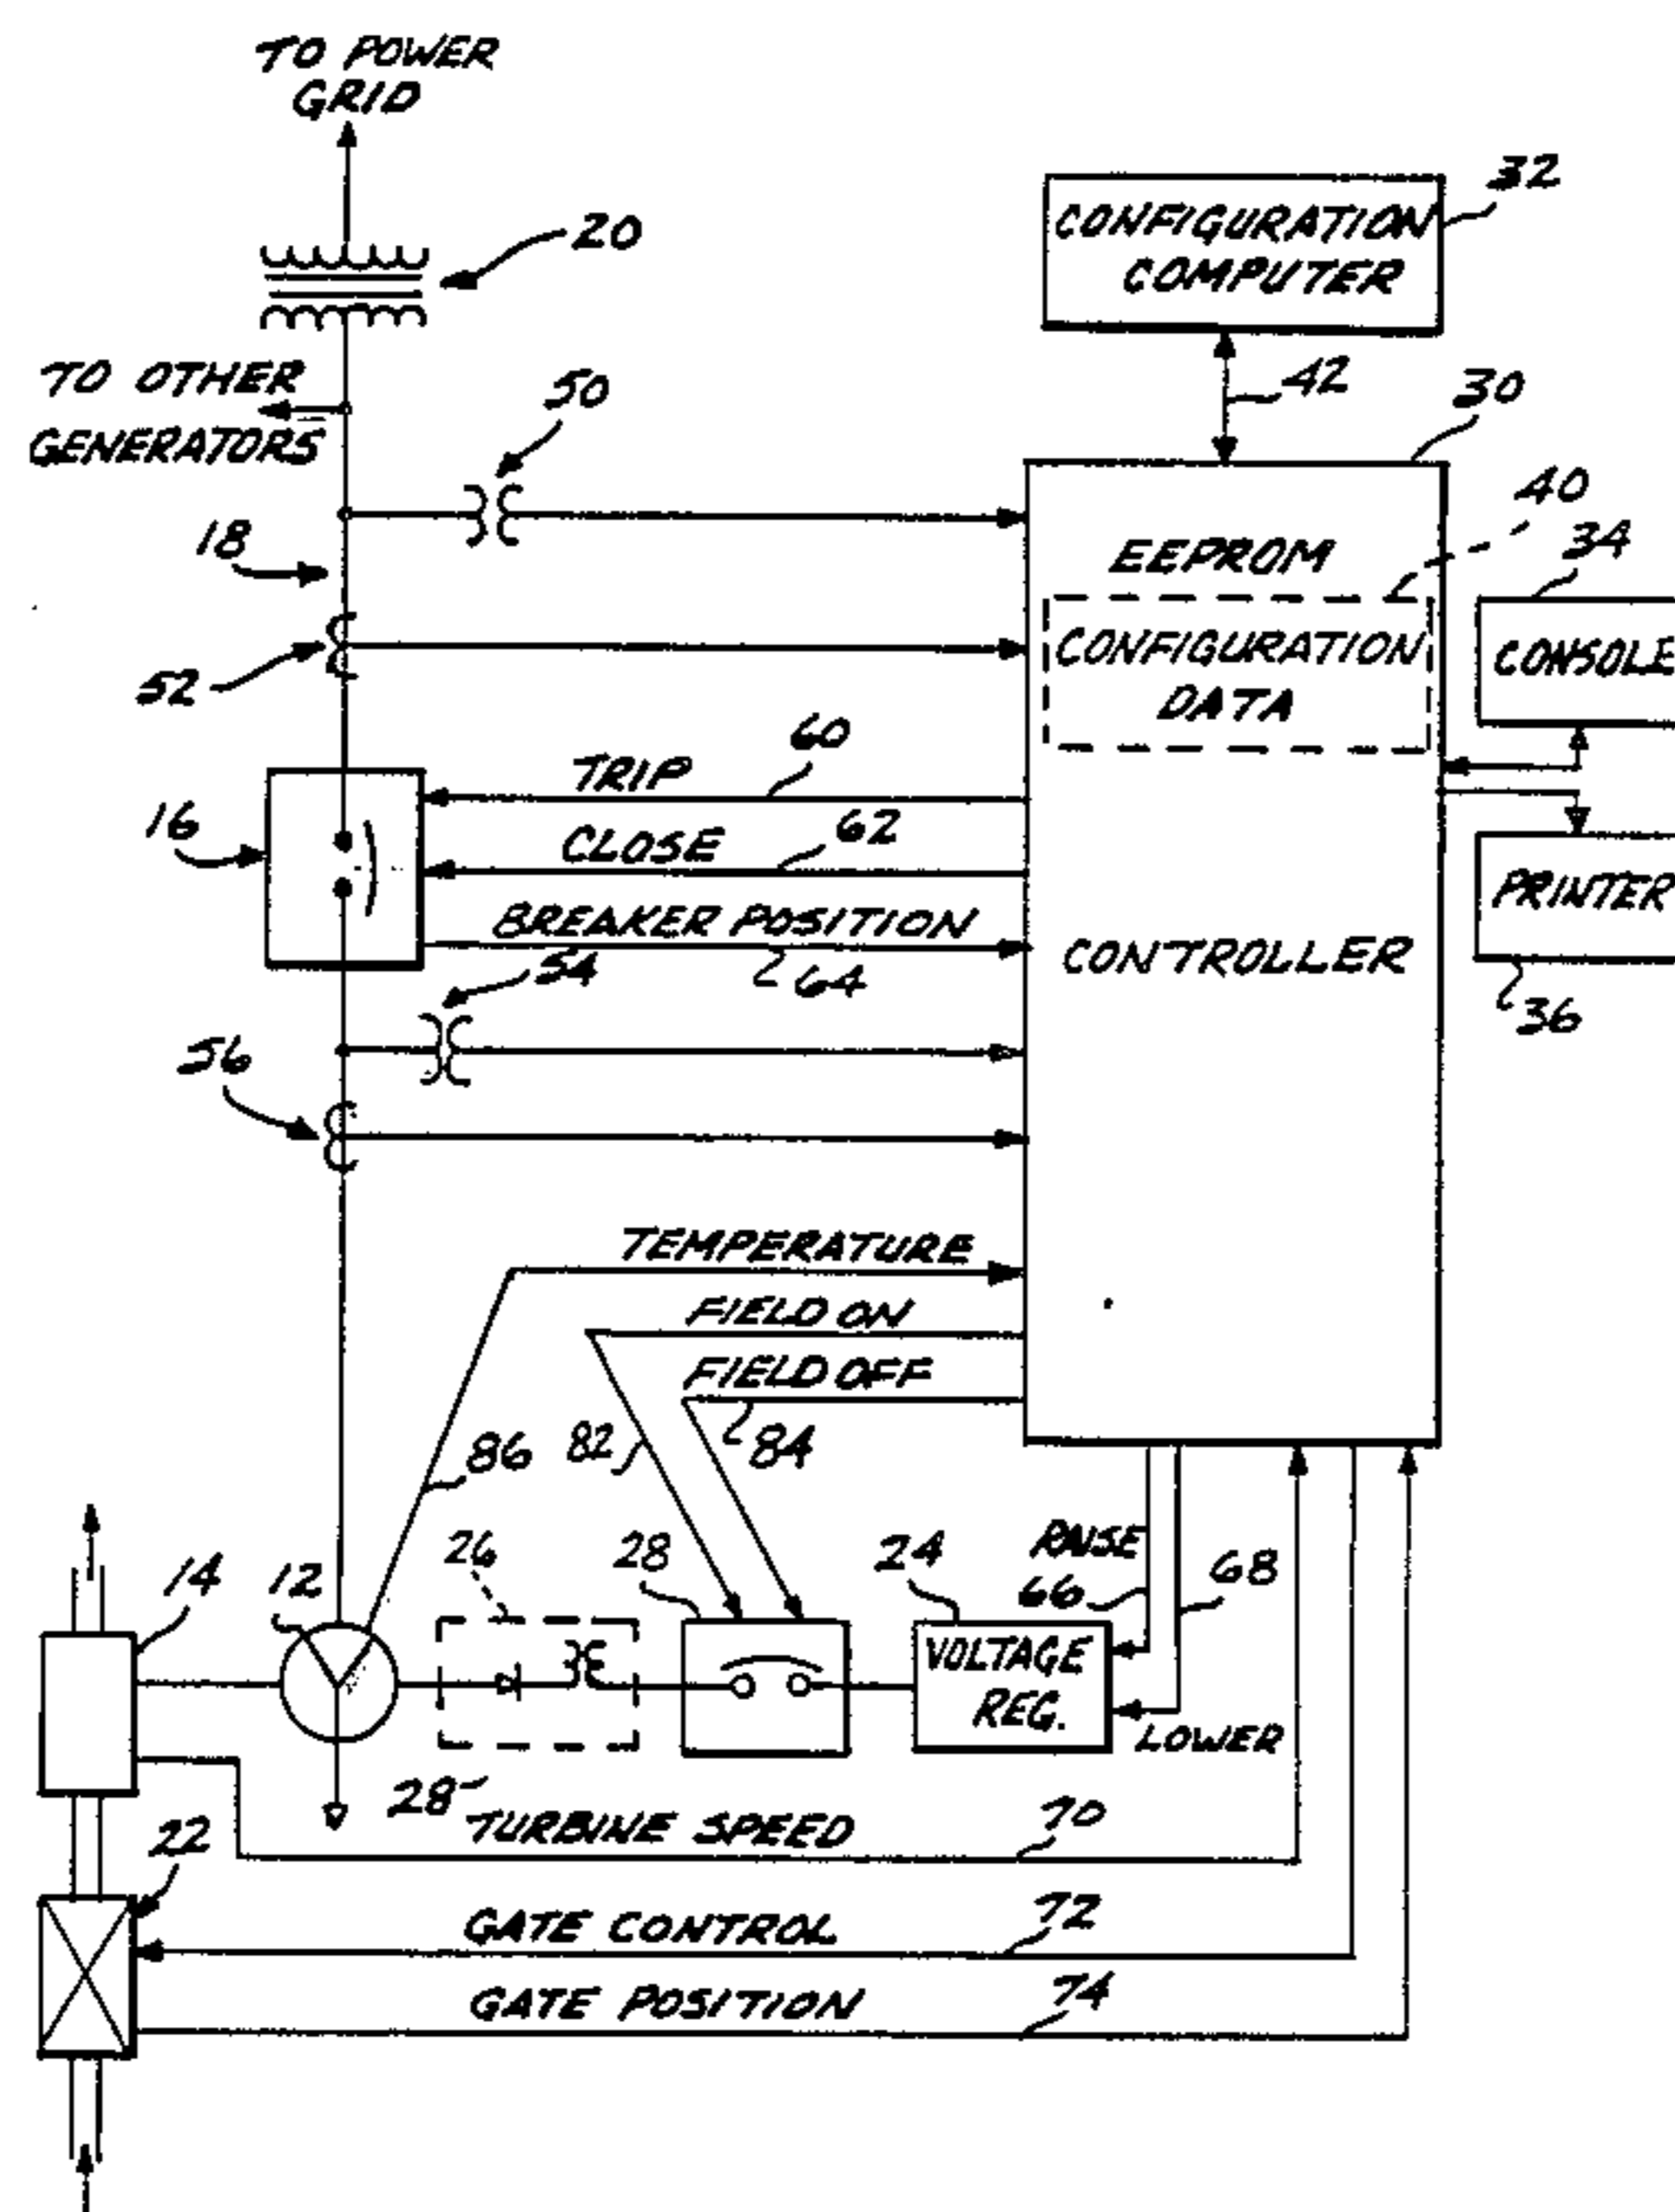 TO POWER
GRID
20
32
CONFIGURATION
COMPUTER
42
30
TO OTHER
GENERATORS
50
40
34
18
EEPROM
CONFIGURATION
DATA
CONSOLE
52
60
TRIP
16
62
CLOSE
PRINTER
BREAKER POSITION
CONTROLLER
54
64
36
56
TEMPERATURE
FIELD ON
FIELD OFF
82
84
86
14
12
26
28
24
RAISE
66
68
VOLTAGE
REG.
LOWER
28
TURBINE SPEED
70
22
GATE CONTROL
72
GATE POSITION
74